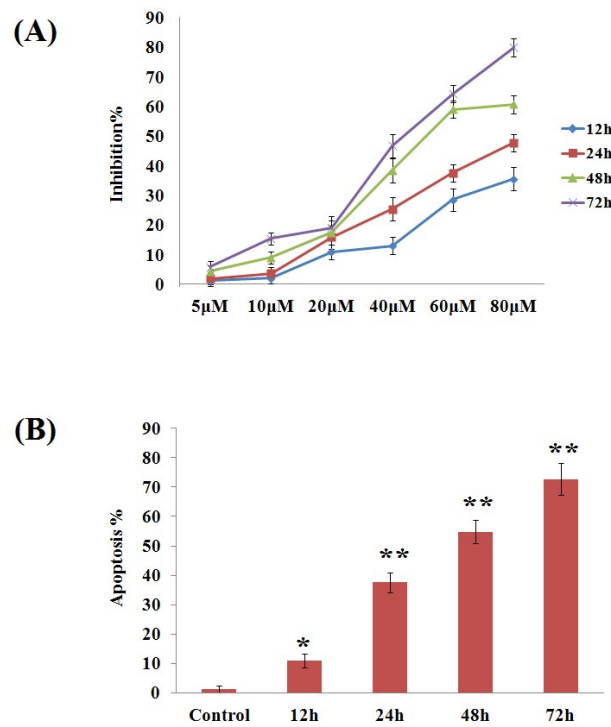 (A)
90
80
70
60
50
40
30
20
10
0
Inhibition%
5μM 10μM 20μM 40μM 60μM 80μM
12h
24h
48h
72h
(B)
90
80
70
60
50
40
30
20
10
0
Apoptosis %
*
**
**
**
Control 12h 24h 48h 72h